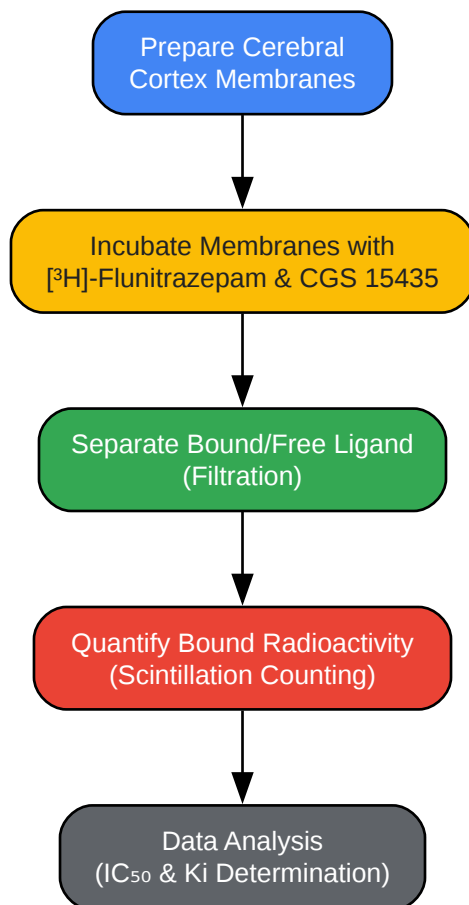 Prepare Cerebral
Cortex Membranes
Incubate Membranes with
[³H]-Flunitrazepam & CGS 15435
Separate Bound/Free Ligand
(Filtration)
Quantify Bound Radioactivity
(Scintillation Counting)
Data Analysis
(IC₅₀ & Ki Determination)